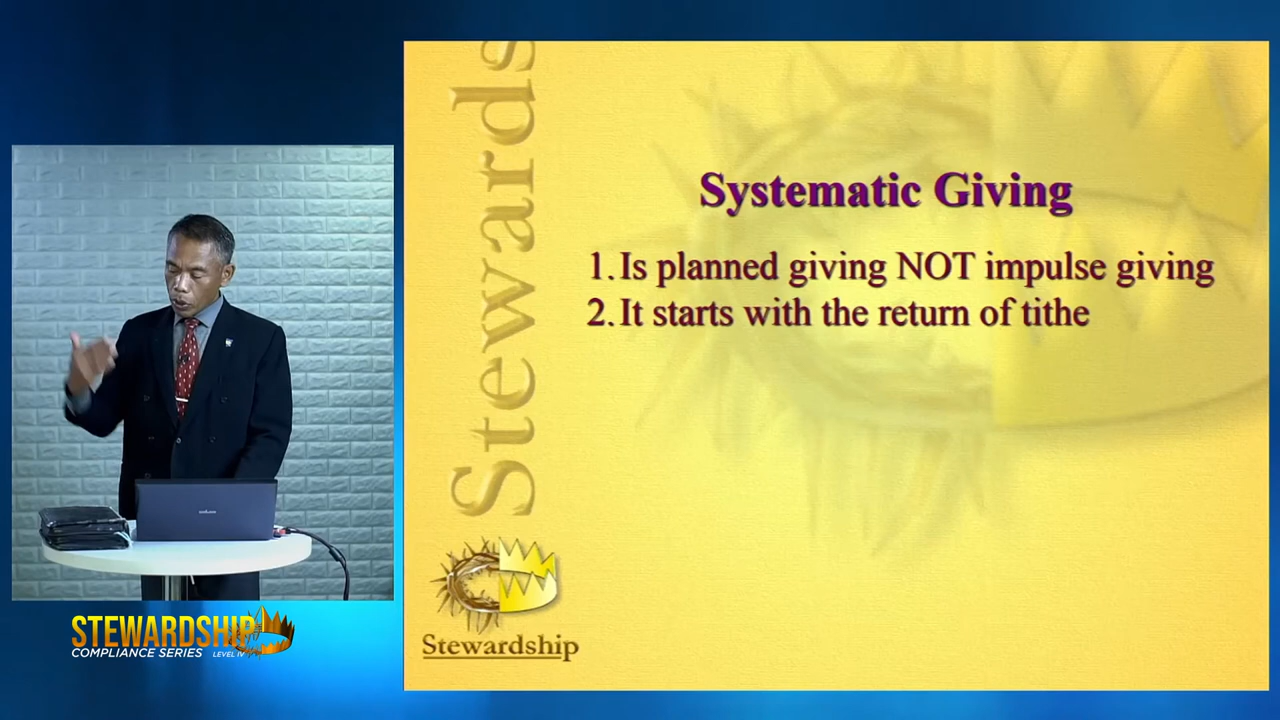 Stewards
Systematic Giving
1. Is planned giving NOT impulse giving
2. It starts with the return of tithe
Stewardship
STEWARDSHIP
COMPLIANCE SERIES LEVEL IV